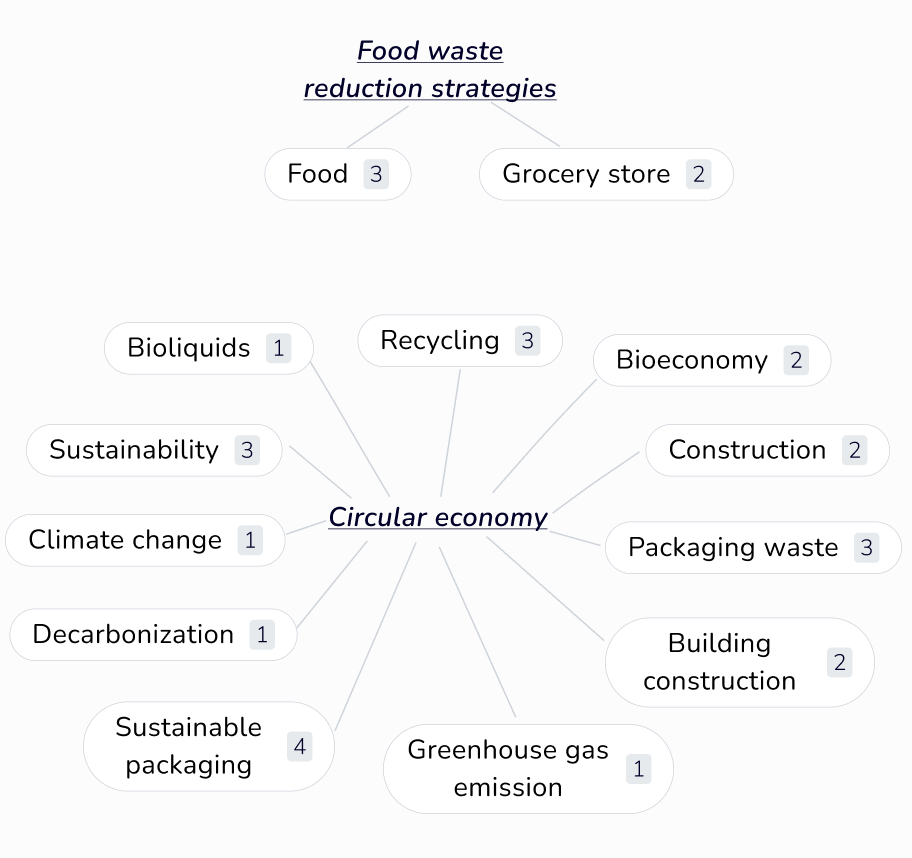 Food waste
reduction strategies
Food 3
Grocery store 2
Recycling 3
Bioliquids 1
Bioeconomy 2
Sustainability 3
Construction 2
Circular economy
Climate change 1
Packaging waste 3
Decarbonization 1
Building
construction 2
Sustainable
packaging 4
Greenhouse gas
emission 1